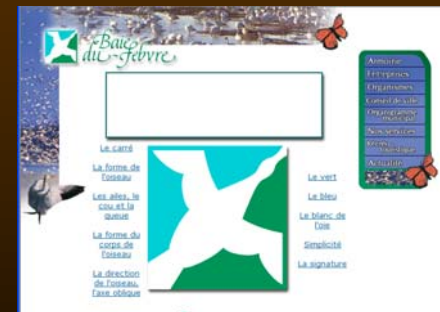 Baie
du-Febvre
Armoirie
Entreprises
Organismes
Conseil de ville
Organigramme
municipal
Nos services
Historique
Actualité
Le carré
La forme de
l'oiseau
Les ailes, le
cou et la
queue
La forme du
corps de
l'oiseau
La direction
de l'oiseau,
l'axe oblique
Le vert
Le bleu
Le blanc de
l'oie
Simplicité
La signature